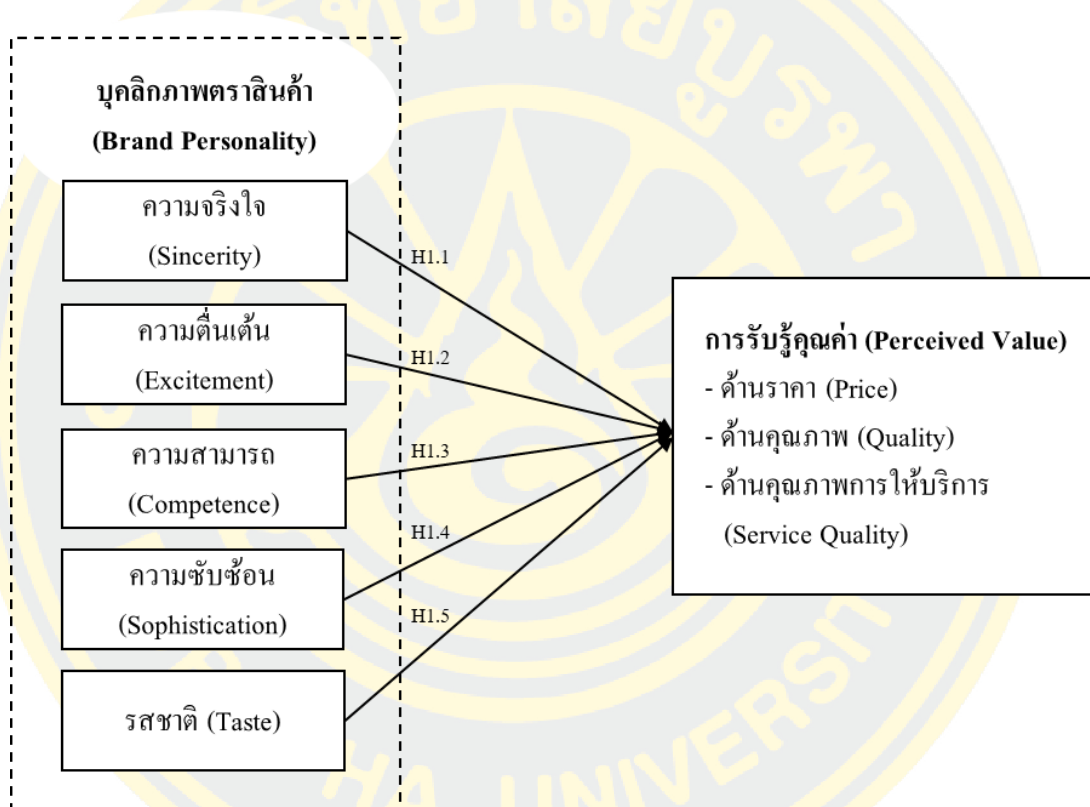 บุคลิกภาพตราสินค้า
(Brand Personality)
ความจริงใจ
(Sincerity)
ความตื่นเต้น
(Excitement)
ความสามารถ
(Competence)
ความซับซ้อน
(Sophistication)
รสชาติ (Taste)
H1.1
H1.2
H1.3
H1.4
H1.5
การรับรู้คุณค่า (Perceived Value)
- ด้านราคา (Price)
- ด้านคุณภาพ (Quality)
- ด้านคุณภาพการให้บริการ
(Service Quality)